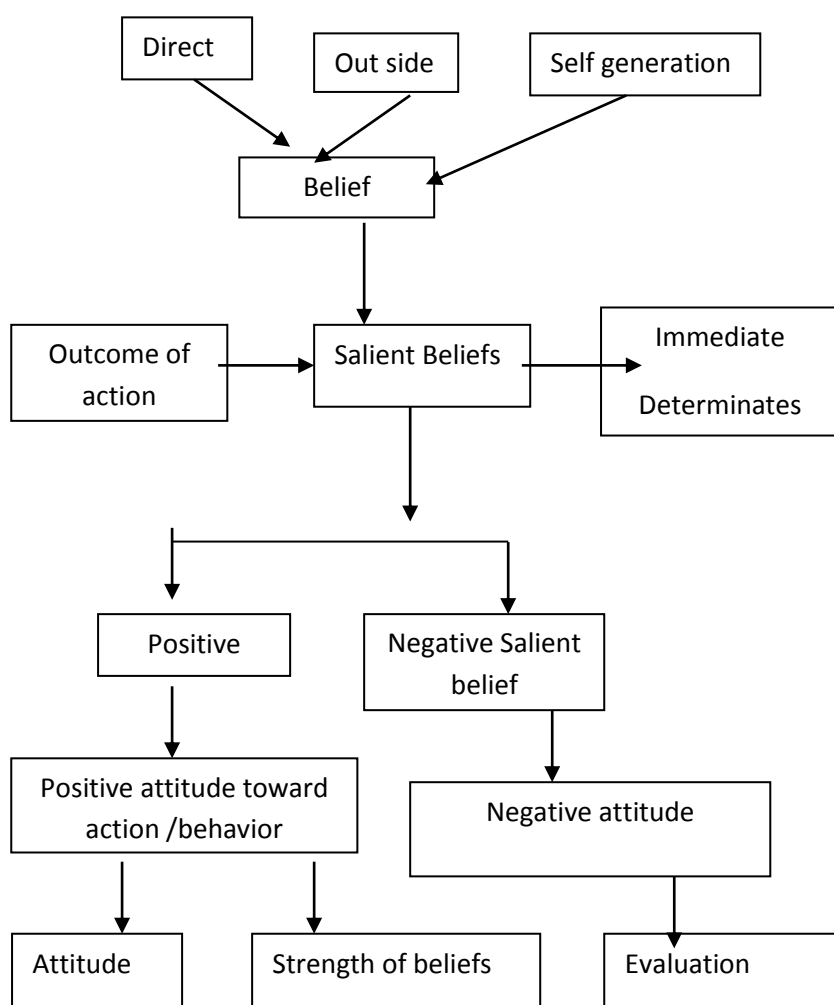 Direct
Out side
Self generation
Belief
Outcome of
action
Salient Beliefs
Immediate
Determinates
Positive
Negative Salient
belief
Positive attitude toward
action /behavior
Negative attitude
Attitude
Strength of beliefs
Evaluation